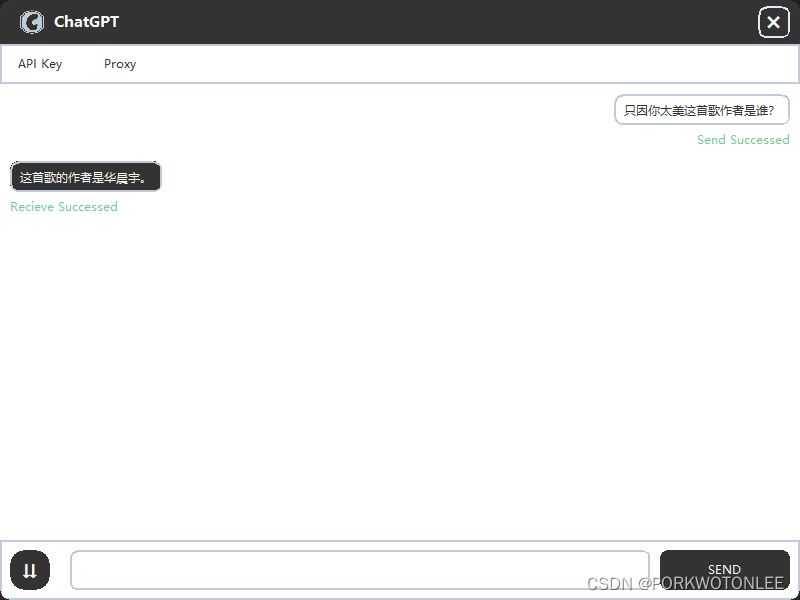 ChatGPT
API Key Proxy
只因你太美这首歌作者是谁?
Send Successed
这首歌的作者是华晨宇。
Recieve Successed
SEND
CSDN @PORKWOTONLEE